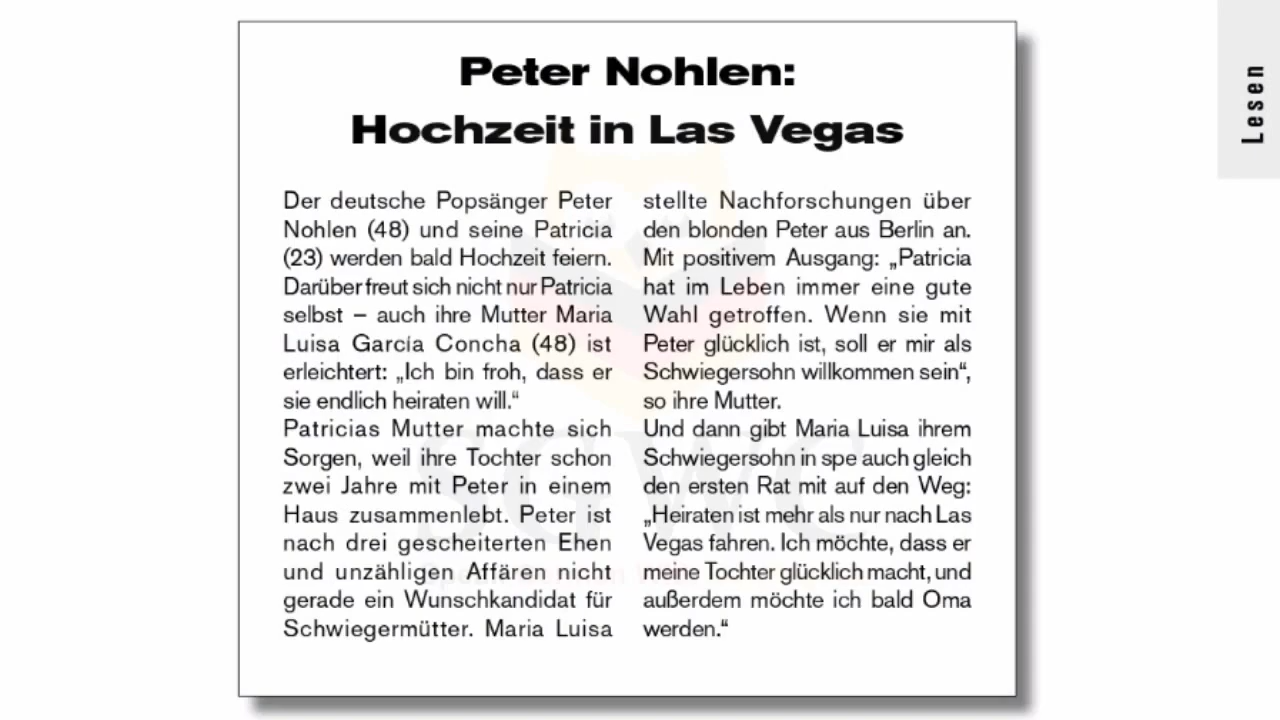 Peter Nohlen:
Hochzeit in Las Vegas
Der deutsche Popsänger Peter
Nohlen (48) und seine Patricia
(23) werden bald Hochzeit feiern.
Darüber freut sich nicht nur Patricia
selbst – auch ihre Mutter Maria
Luisa García Concha (48) ist
erleichtert: „Ich bin froh, dass er
sie endlich heiraten will.“
Patricias Mutter machte sich
Sorgen, weil ihre Tochter schon
zwei Jahre mit Peter in einem
Haus zusammenlebt. Peter ist
nach drei gescheiterten Ehen
und unzähligen Affären nicht
gerade ein Wunschkandidat für
Schwiegermütter. Maria Luisa
stellte Nachforschungen über
den blonden Peter aus Berlin an.
Mit positivem Ausgang: „Patricia
hat im Leben immer eine gute
Wahl getroffen. Wenn sie mit
Peter glücklich ist, soll er mir als
Schwiegersohn willkommen sein“,
so ihre Mutter.
Und dann gibt Maria Luisa ihrem
Schwiegersohn in spe auch gleich
den ersten Rat mit auf den Weg:
„Heiraten ist mehr als nur nach Las
Vegas fahren. Ich möchte, dass er
meine Tochter glücklich macht, und
außerdem möchte ich bald Oma
werden.“
Lesen
SGWC